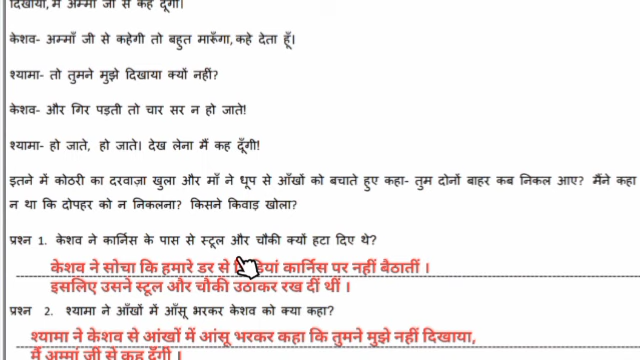 दिखाया, मैं अम्माँ जी से कह दूँगी।
केशव- अम्माँ जी से कहेगी तो बहुत मारूँगा, कहे देता हूँ।
श्यामा- तो तुमने मुझे दिखाया क्यों नहीं?
केशव- और गिर पड़ती तो चार सर न हो जाते!
श्यामा- हो जाते, हो जाते। देख लेना मैं कह दूँगी!
इतने में कोठरी का दरवाज़ा खुला और माँ ने धूप से आँखों को बचाते हुए कहा- तुम दोनों बाहर कब निकल आए? मैंने कहा
न था कि दोपहर को न निकलना? किसने किवाड़ खोला?
प्रश्न 1. केशव ने कार्निस के पास से स्टूल और चौकी क्यों हटा दिए थे?
केशव ने सोचा कि हमारे डर से कार्निस पर नहीं बैठातीं ।
इसलिए उसने स्टूल और चौकी उठाकर रख दीं थीं ।
प्रश्न 2. श्यामा ने आँखों में आँसू भरकर केशव को क्या कहा?
श्यामा ने केशव से आंखों में आंसू भरकर कहा कि तुमने मुझे नहीं दिखाया,
मैं अम्मां जी से कह दूँगी ।